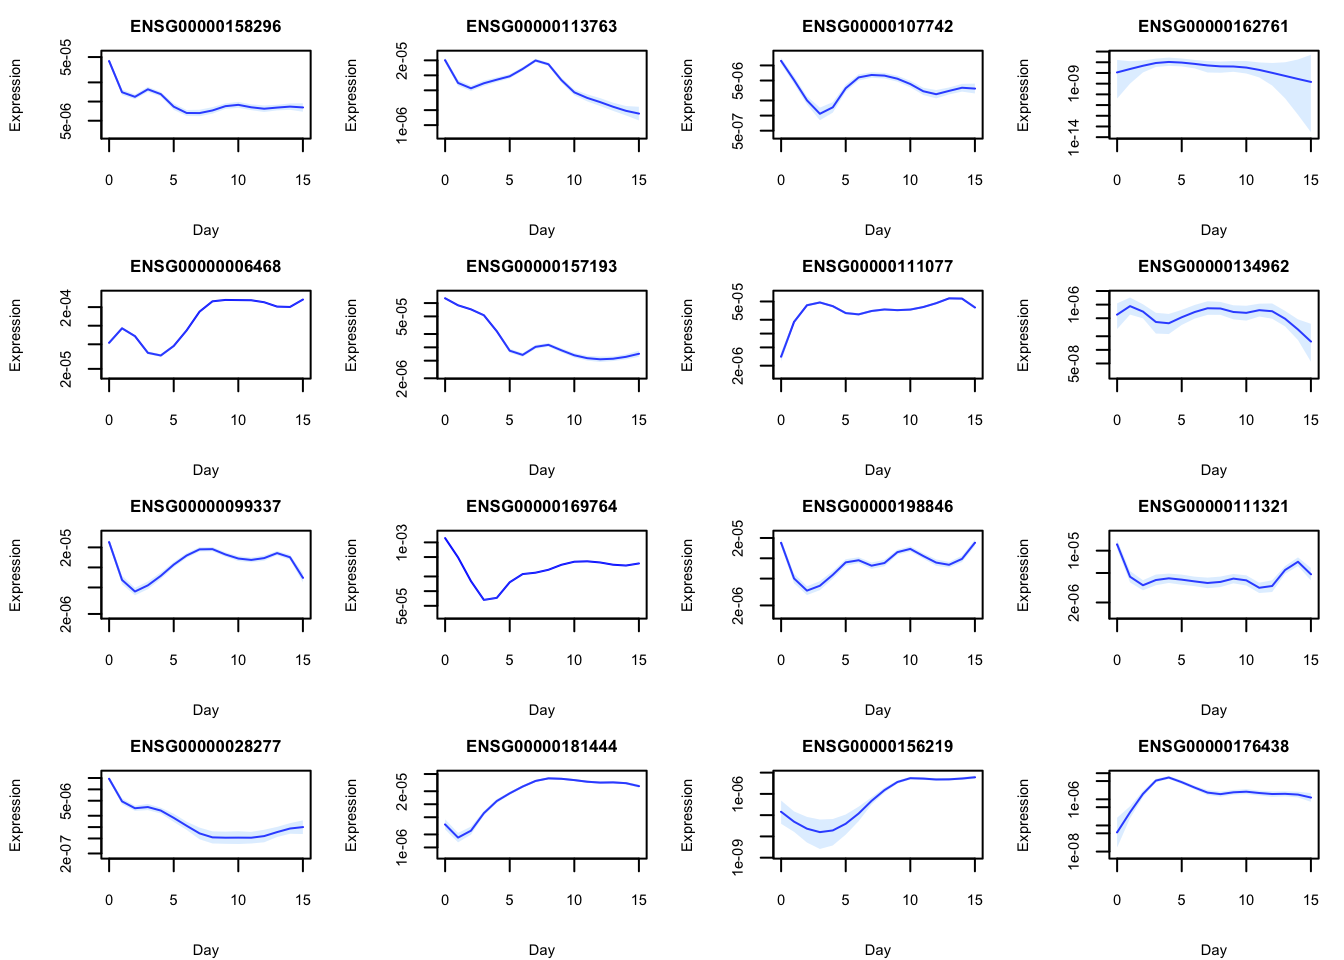 ENSG00000158296
Expression
5e-05
5e-06
0 5 10 15
Day
ENSG00000113763
Expression
2e-05
1e-06
0 5 10 15
Day
ENSG00000107742
Expression
5e-06
5e-07
0 5 10 15
Day
ENSG00000162761
Expression
1e-09
1e-14
0 5 10 15
Day
ENSG00000006468
Expression
2e-04
2e-05
0 5 10 15
Day
ENSG00000157193
Expression
5e-05
2e-06
0 5 10 15
Day
ENSG00000111077
Expression
5e-05
2e-06
0 5 10 15
Day
ENSG00000134962
Expression
1e-06
5e-08
0 5 10 15
Day
ENSG00000099337
Expression
2e-05
2e-06
0 5 10 15
Day
ENSG00000169764
Expression
1e-03
5e-05
0 5 10 15
Day
ENSG00000198846
Expression
2e-05
2e-06
0 5 10 15
Day
ENSG00000111321
Expression
1e-05
2e-06
0 5 10 15
Day
ENSG00000028277
Expression
5e-06
2e-07
0 5 10 15
Day
ENSG00000181444
Expression
2e-05
1e-06
0 5 10 15
Day
ENSG00000156219
Expression
1e-06
1e-09
0 5 10 15
Day
ENSG00000176438
Expression
1e-06
1e-08
0 5 10 15
Day